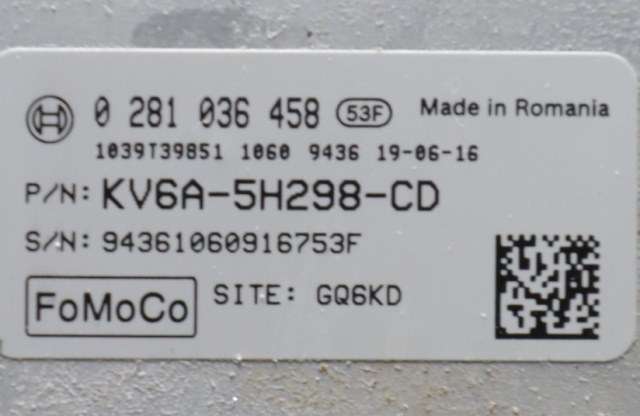 0 281 036 458 53F Made in Romania
1039T39851 1060 9436 19-06-16
P/N: KV6A-5H298-CD
S/N: 94361060916753F
FoMoCo SITE: GQ6KD